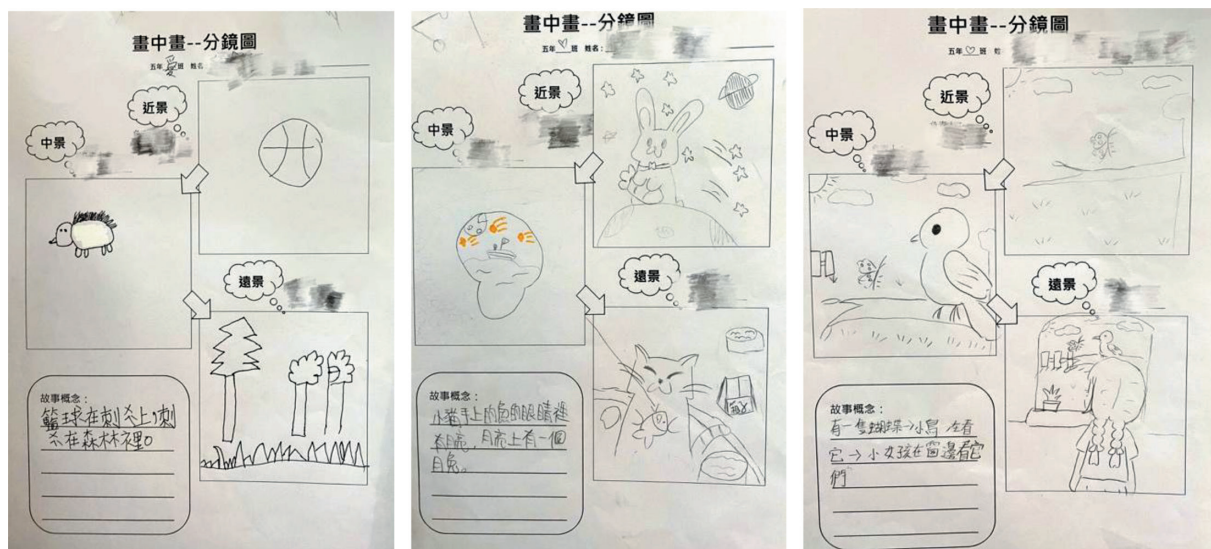 畫中畫--分鏡圖
五年愛班 姓名
近景
中景
遠景
故事概念:
籃球在刺蝟上,刺
在森林裡。
畫中畫--分鏡圖
五年♡班 姓名:
近景
中景
遠景
故事概念:
小貓手上的魚的眼睛裡
有月亮,月亮上有一個
月兔。
畫中畫--分鏡圖
五年♡班 姓
近景
中景
遠景
故事概念:
有一隻蝴蝶→小鳥 在看
它→小女孩在窗邊看它
們